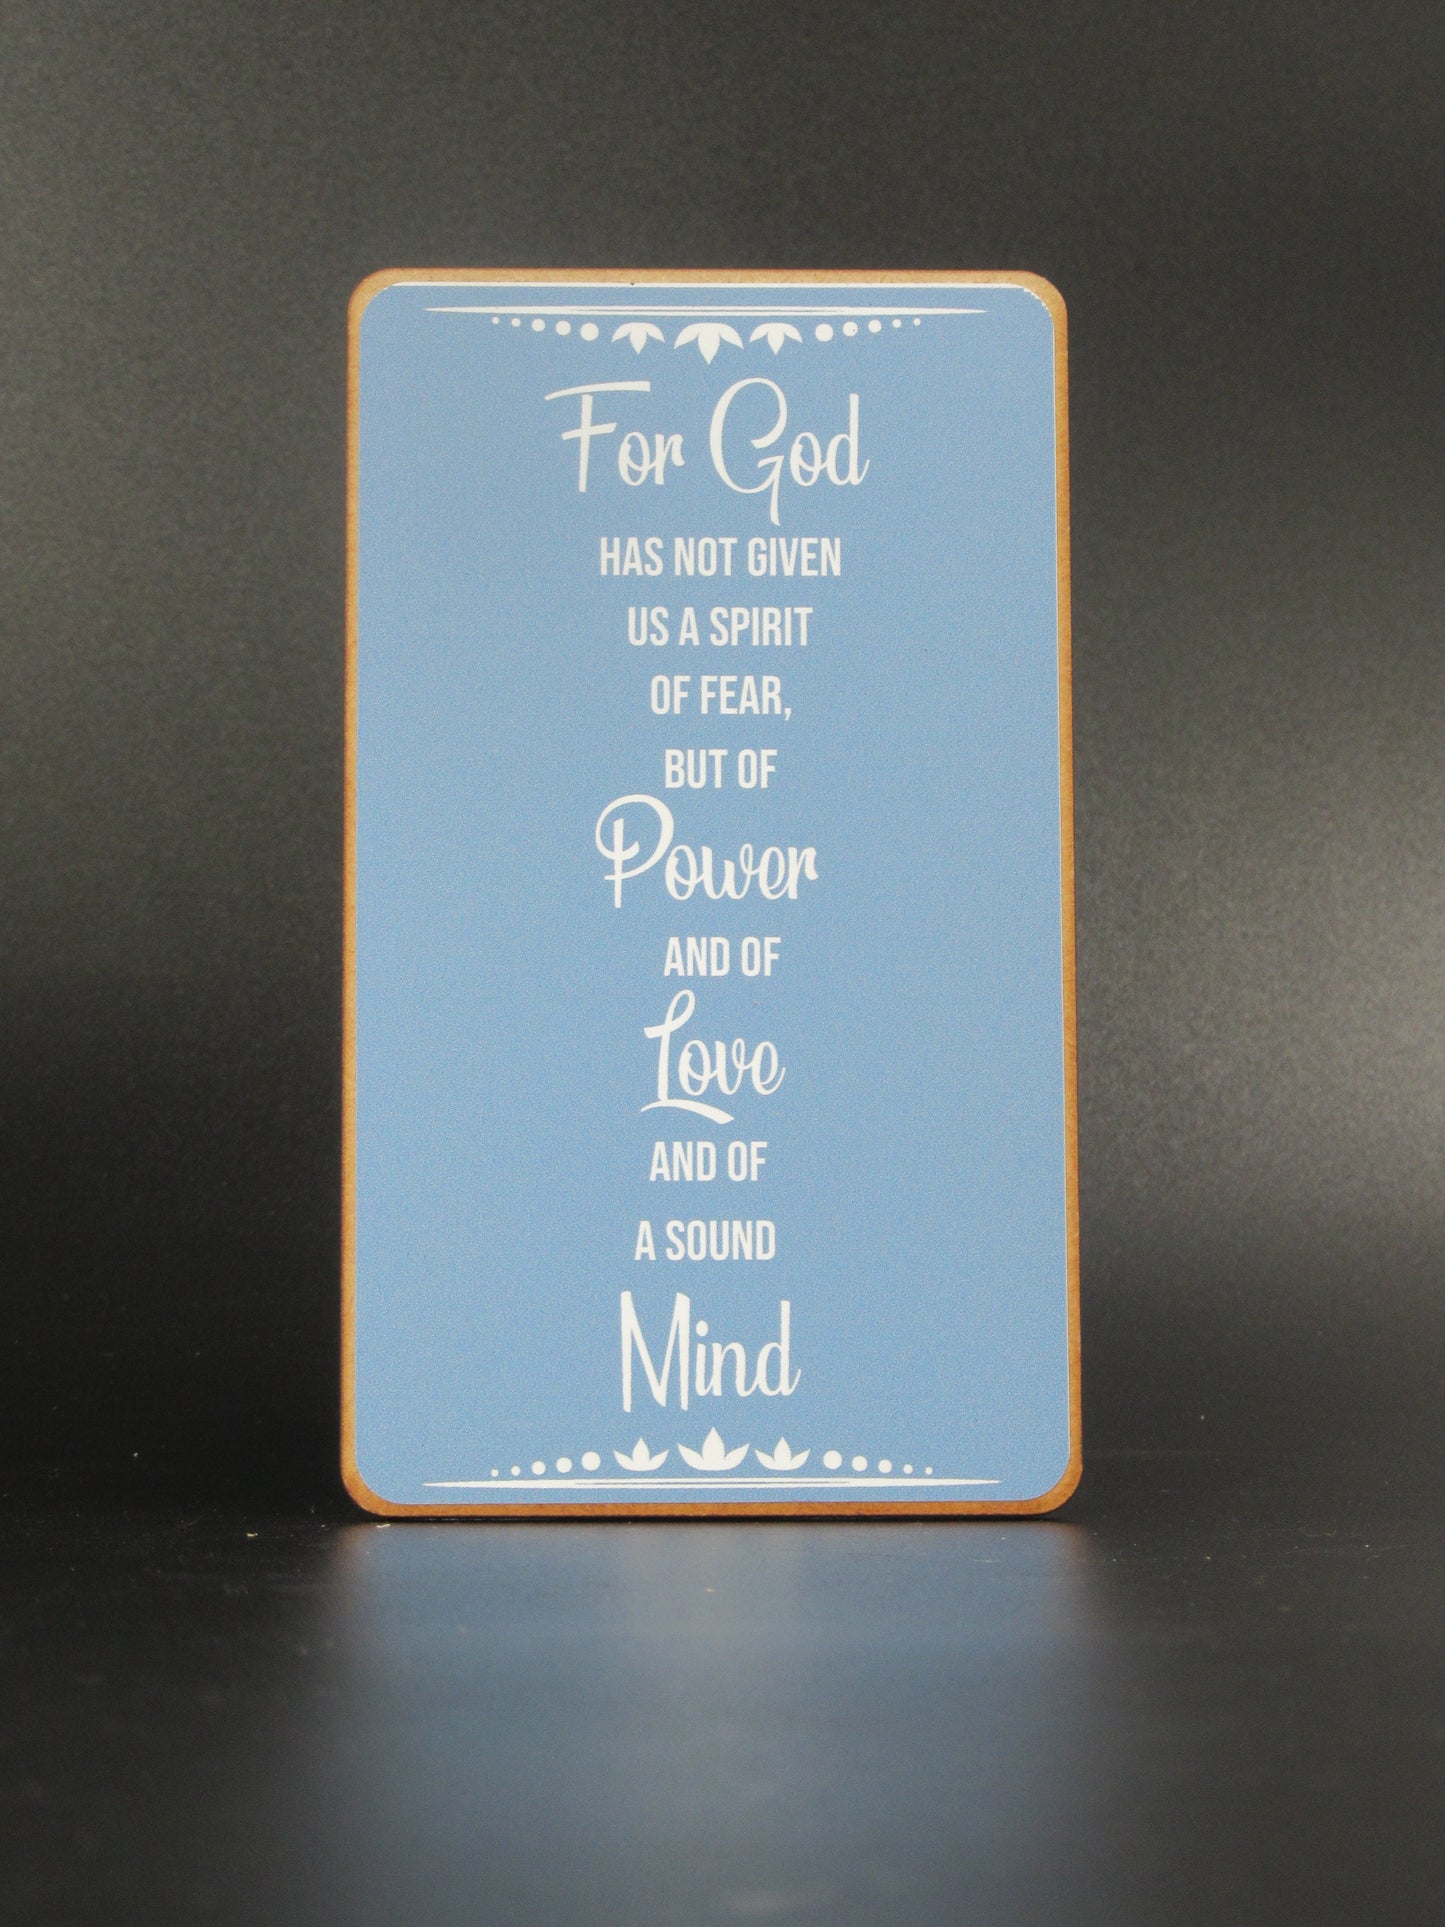 For God
HAS NOT GIVEN
US A SPIRIT
OF FEAR,
BUT OF
Power
AND OF
Love
AND OF
A SOUND
Mind